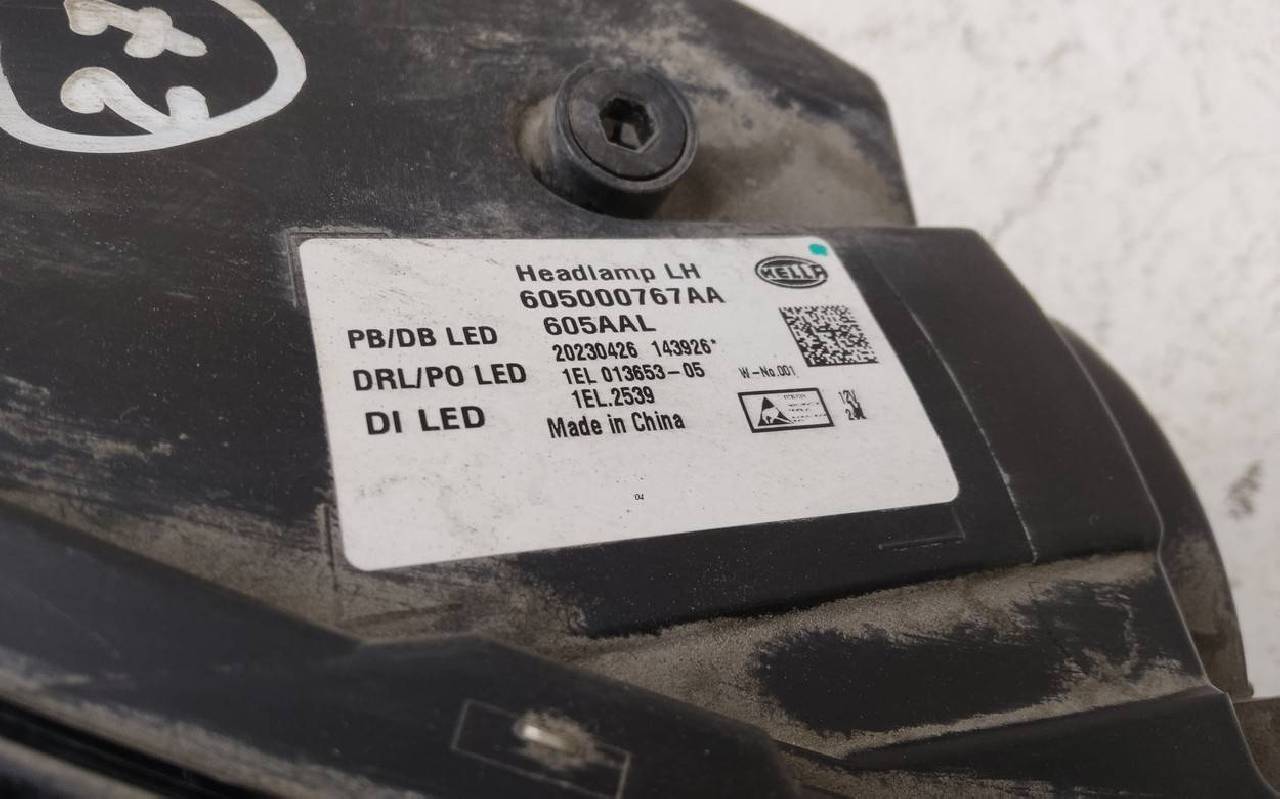 Headlamp LH
HELLA
605000767AA
605AAL
PB/DB LED
20230426 143926*
DRL/PO LED
1EL 013653-05
W-No.001
1EL.2539
12V
DI LED
Made in China
04